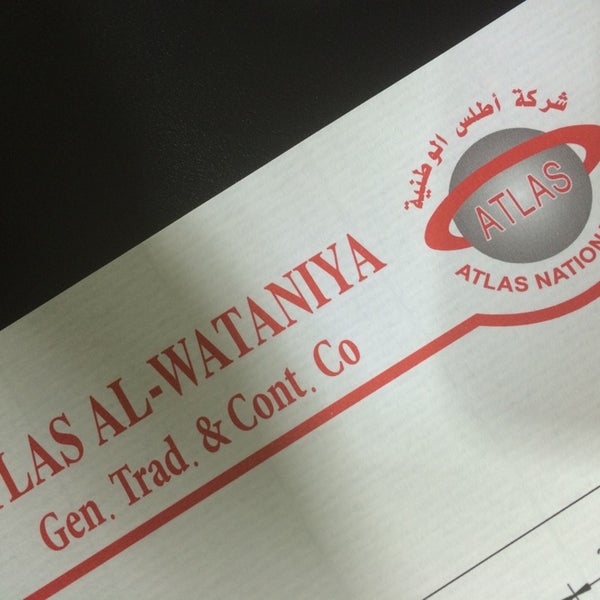 شركة أطلس الوطنية
ATLAS
ATLAS NATION
LAS AL-WATANIYA
Gen. Trad. & Cont. Co